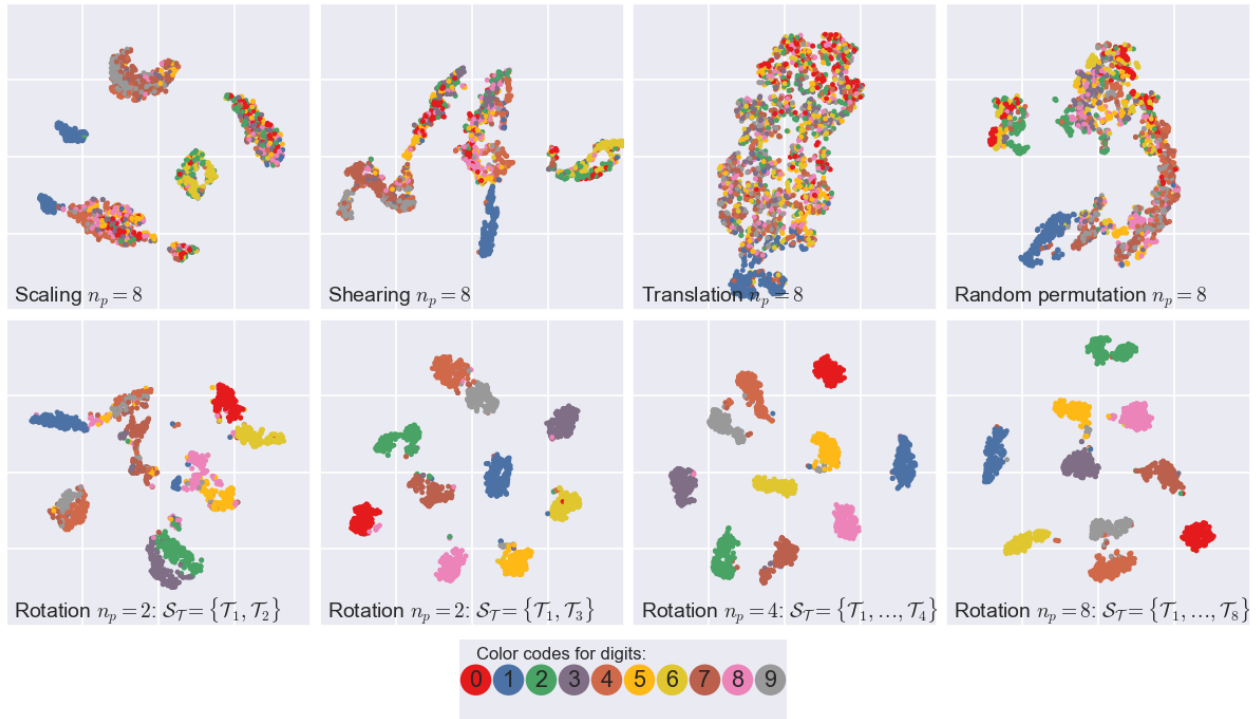 Scaling n_p = 8
Shearing n_p = 8
Translation n_p = 8
Random permutation n_p = 8
Rotation n_p = 2: S_T = {T_1, T_2}
Rotation n_p = 2: S_T = {T_1, T_3}
Rotation n_p = 4: S_T = {T_1, ..., T_4}
Rotation n_p = 8: S_T = {T_1, ..., T_8}
Color codes for digits:
0 1 2 3 4 5 6 7 8 9